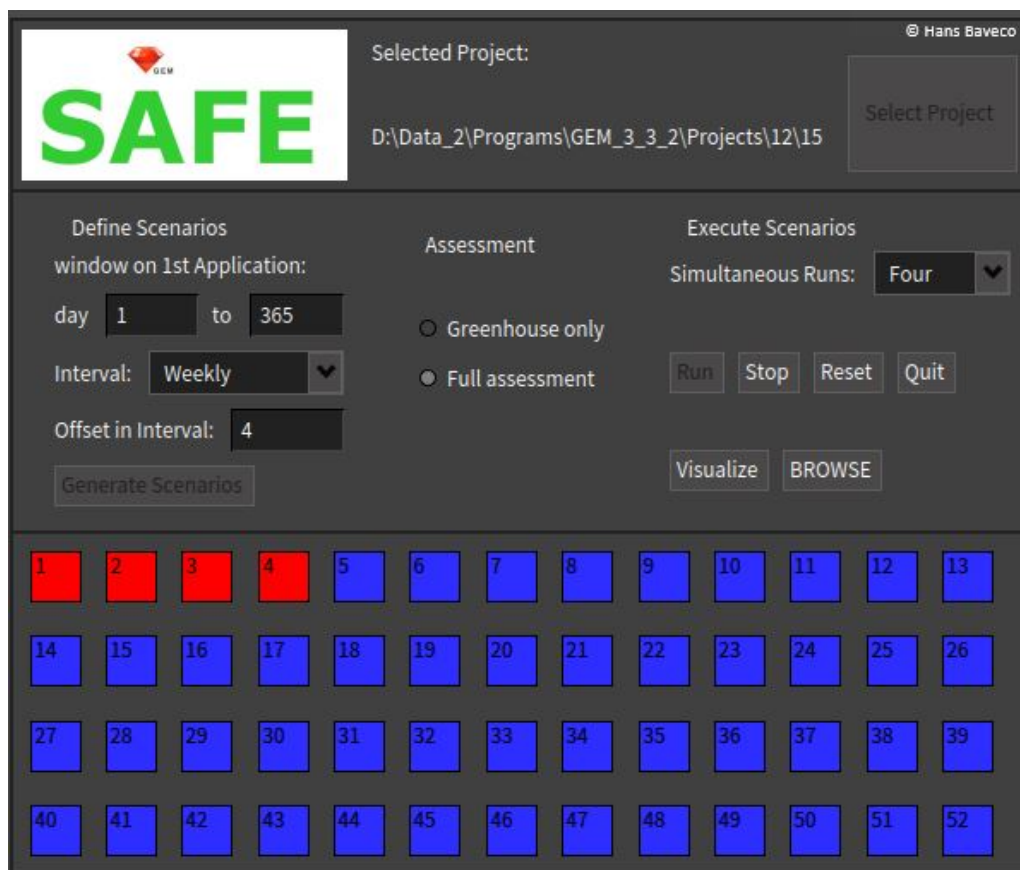 © Hans Baveco
GEM
SAFE
Selected Project:
D:\Data_2\Programs\GEM_3_3_2\Projects\12\15
Select Project
Define Scenarios
window on 1st Application:
day 1 to 365
Interval: Weekly
Offset in Interval: 4
Generate Scenarios
Assessment
Greenhouse only
Full assessment
Execute Scenarios
Simultaneous Runs: Four
Run Stop Reset Quit
Visualize BROWSE
1 2 3 4 5 6 7 8 9 10 11 12 13
14 15 16 17 18 19 20 21 22 23 24 25 26
27 28 29 30 31 32 33 34 35 36 37 38 39
40 41 42 43 44 45 46 47 48 49 50 51 52